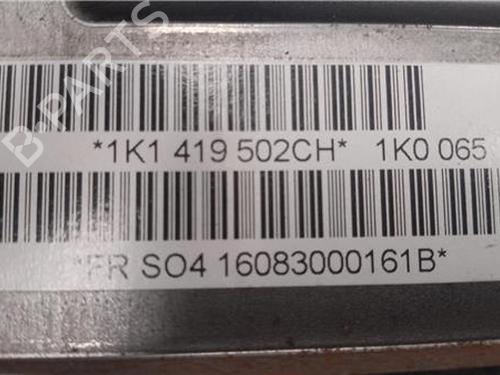 B-PARTS
*1K1 419 502CH* 1K0 065
*FR SO4 16083000161B*